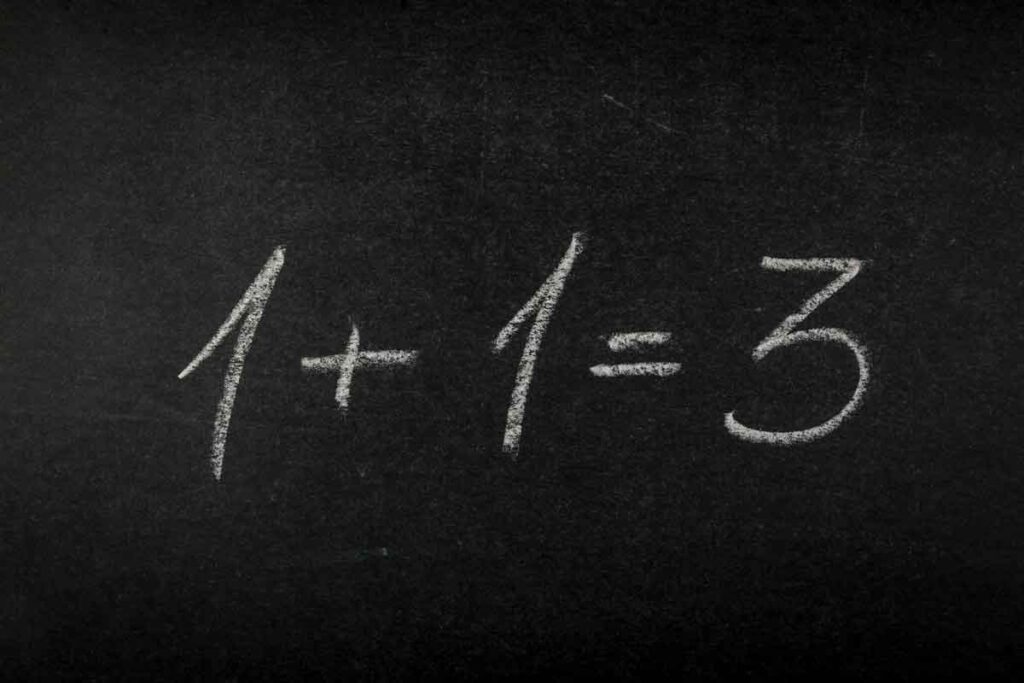 1 + 1 = 3